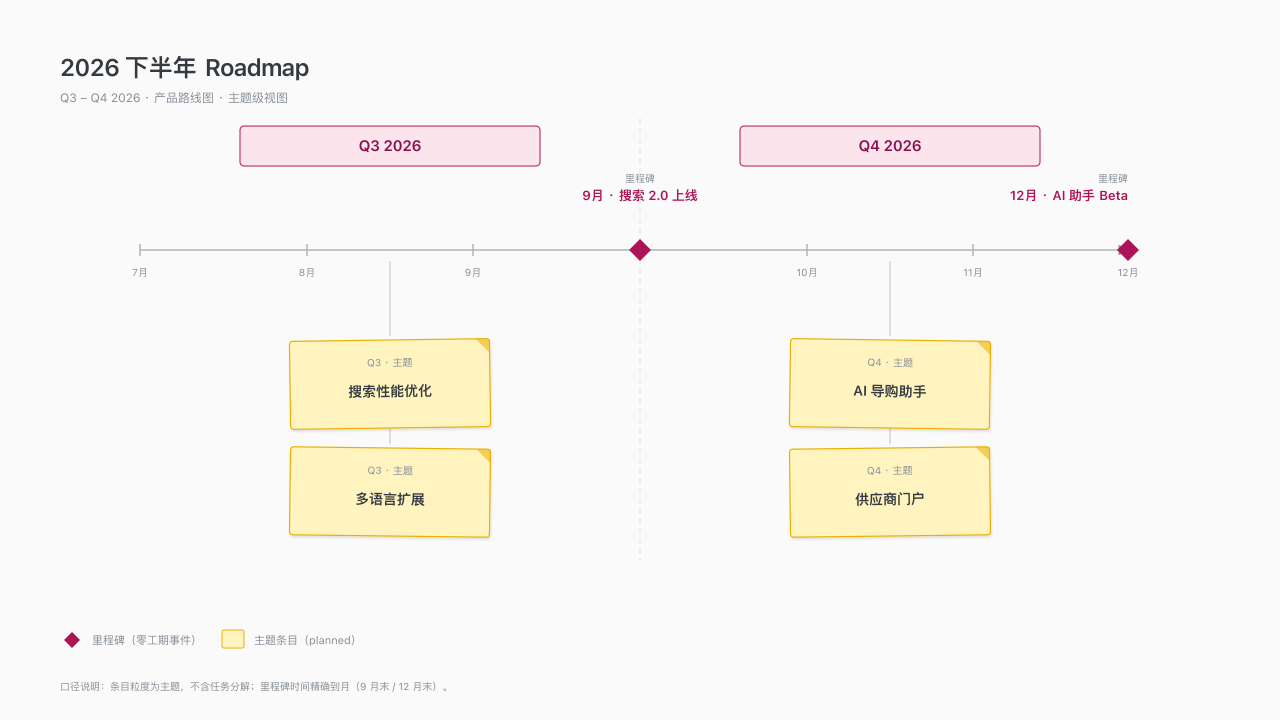 2026 下半年 Roadmap
Q3 – Q4 2026 · 产品路线图 · 主题级视图
Q3 2026
Q4 2026
里程碑
9月 · 搜索 2.0 上线
里程碑
12月 · AI 助手 Beta
7月
8月
9月
10月
11月
12月
Q3 · 主题
搜索性能优化
Q4 · 主题
AI 导购助手
Q3 · 主题
多语言扩展
Q4 · 主题
供应商门户
里程碑（零工期事件）
主题条目（planned）
口径说明：条目粒度为主题，不含任务分解；里程碑时间精确到月（9 月末 / 12 月末）。